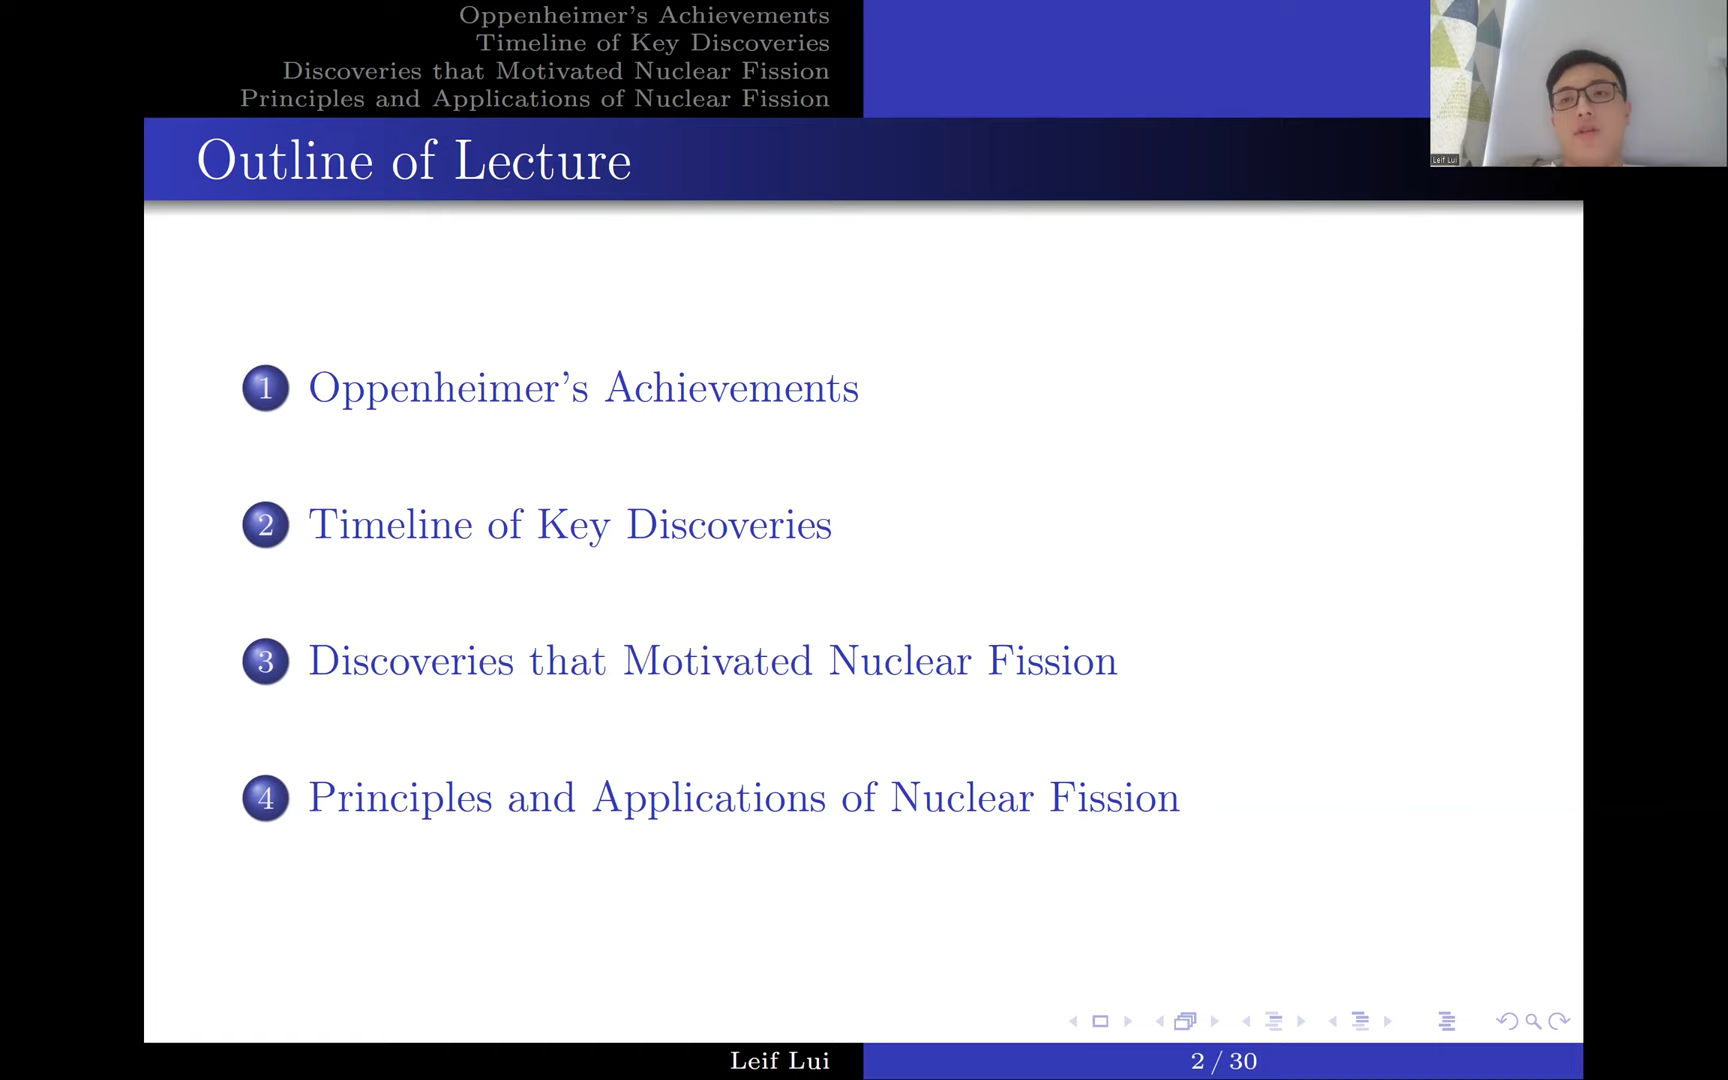 Oppenheimer's Achievements
Timeline of Key Discoveries
Discoveries that Motivated Nuclear Fission
Principles and Applications of Nuclear Fission
Leif Lui
Outline of Lecture
1 Oppenheimer's Achievements
2 Timeline of Key Discoveries
3 Discoveries that Motivated Nuclear Fission
4 Principles and Applications of Nuclear Fission
Leif Lui
2 / 30